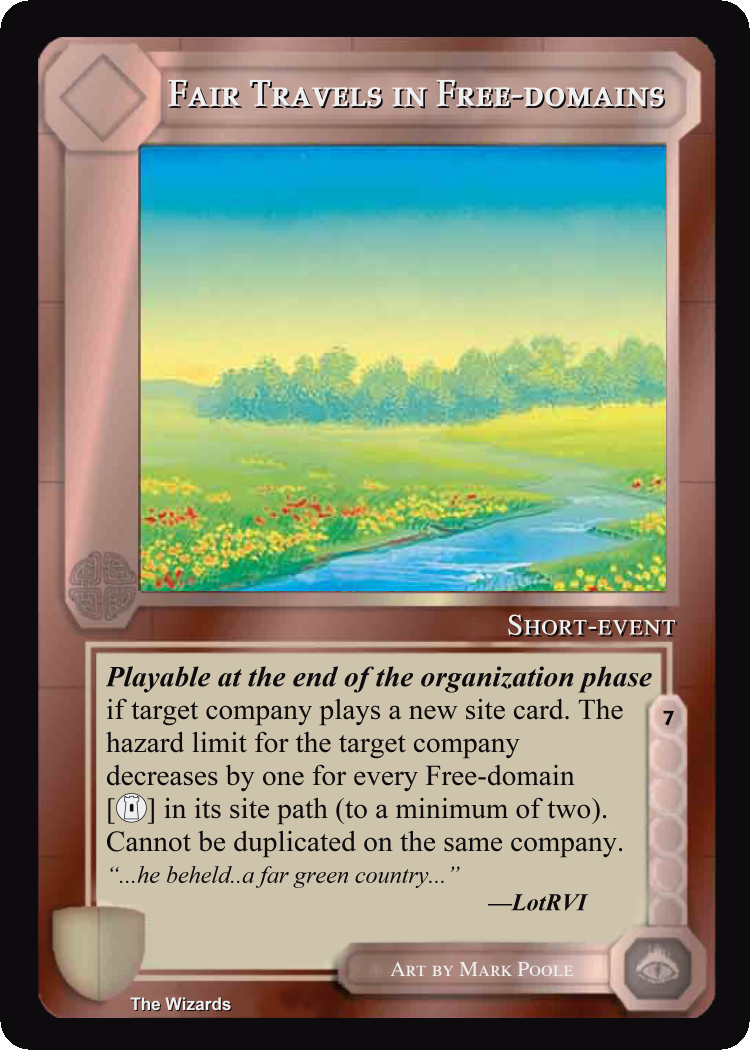 Fair Travels in Free-domains
Short-event
Playable at the end of the organization phase
if target company plays a new site card. The
hazard limit for the target company
decreases by one for every Free-domain
[] in its site path (to a minimum of two).
Cannot be duplicated on the same company.
“...he beheld..a far green country...”
—LotRVI
7
Art by Mark Poole
The Wizards